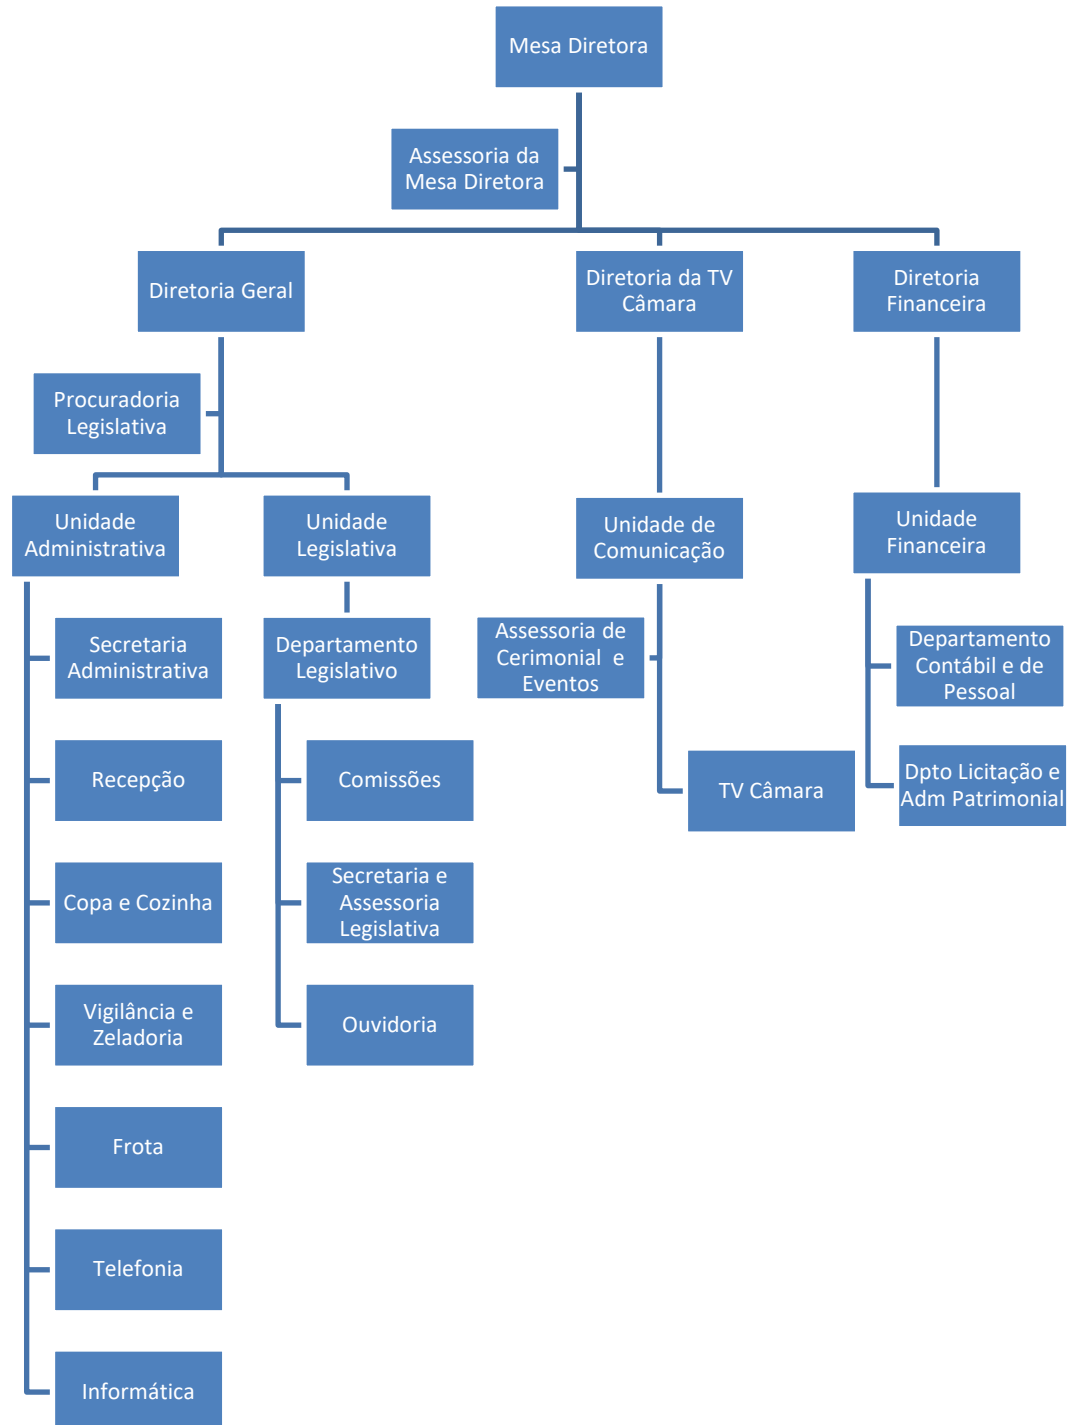 Mesa Diretora
Assessoria da
Mesa Diretora
Diretoria Geral
Diretoria da TV
Câmara
Diretoria
Financeira
Procuradoria
Legislativa
Unidade
Administrativa
Unidade
Legislativa
Unidade de
Comunicação
Unidade
Financeira
Secretaria
Administrativa
Departamento
Legislativo
Assessoria de
Cerimonial e
Eventos
Departamento
Contábil e de
Pessoal
Recepção
Comissões
TV Câmara
Dpto Licitação e
Adm Patrimonial
Copa e Cozinha
Secretaria e
Assessoria
Legislativa
Vigilância e
Zeladoria
Ouvidoria
Frota
Telefonia
Informática